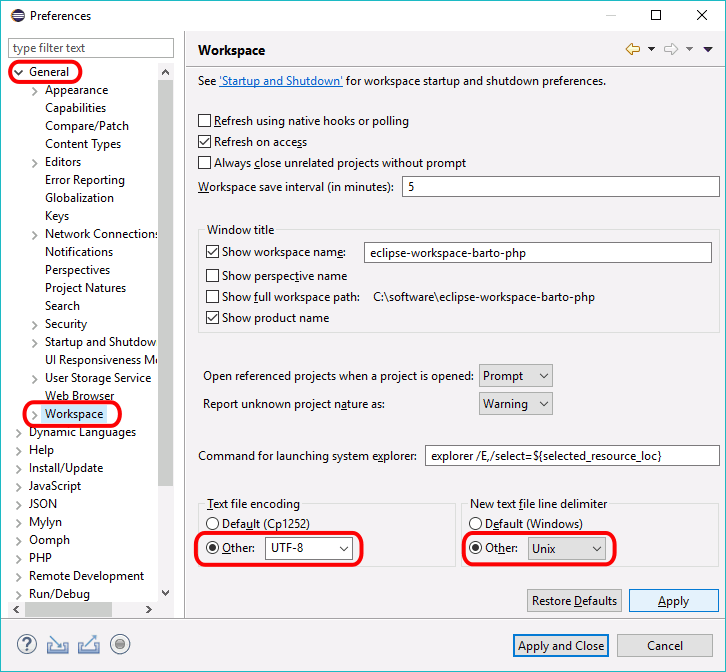 Preferences
type filter text
General
Appearance
Capabilities
Compare/Patch
Content Types
Editors
Error Reporting
Globalization
Keys
Network Connections
Notifications
Perspectives
Project Natures
Search
Security
Startup and Shutdow
UI Responsiveness Mo
User Storage Service
Web Browser
Workspace
Dynamic Languages
Help
Install/Update
JavaScript
JSON
Mylyn
Oomph
PHP
Remote Development
Run/Debug
Workspace
See 'Startup and Shutdown' for workspace startup and shutdown preferences.
Refresh using native hooks or polling
Refresh on access
Always close unrelated projects without prompt
Workspace save interval (in minutes): 5
Window title
Show workspace name: eclipse-workspace-barto-php
Show perspective name
Show full workspace path: C:\software\eclipse-workspace-barto-php
Show product name
Open referenced projects when a project is opened: Prompt
Report unknown project nature as: Warning
Command for launching system explorer: explorer /E,/select=${selected_resource_loc}
Text file encoding
Default (Cp1252)
Other: UTF-8
New text file line delimiter
Default (Windows)
Other: Unix
Restore Defaults Apply
? Apply and Close Cancel